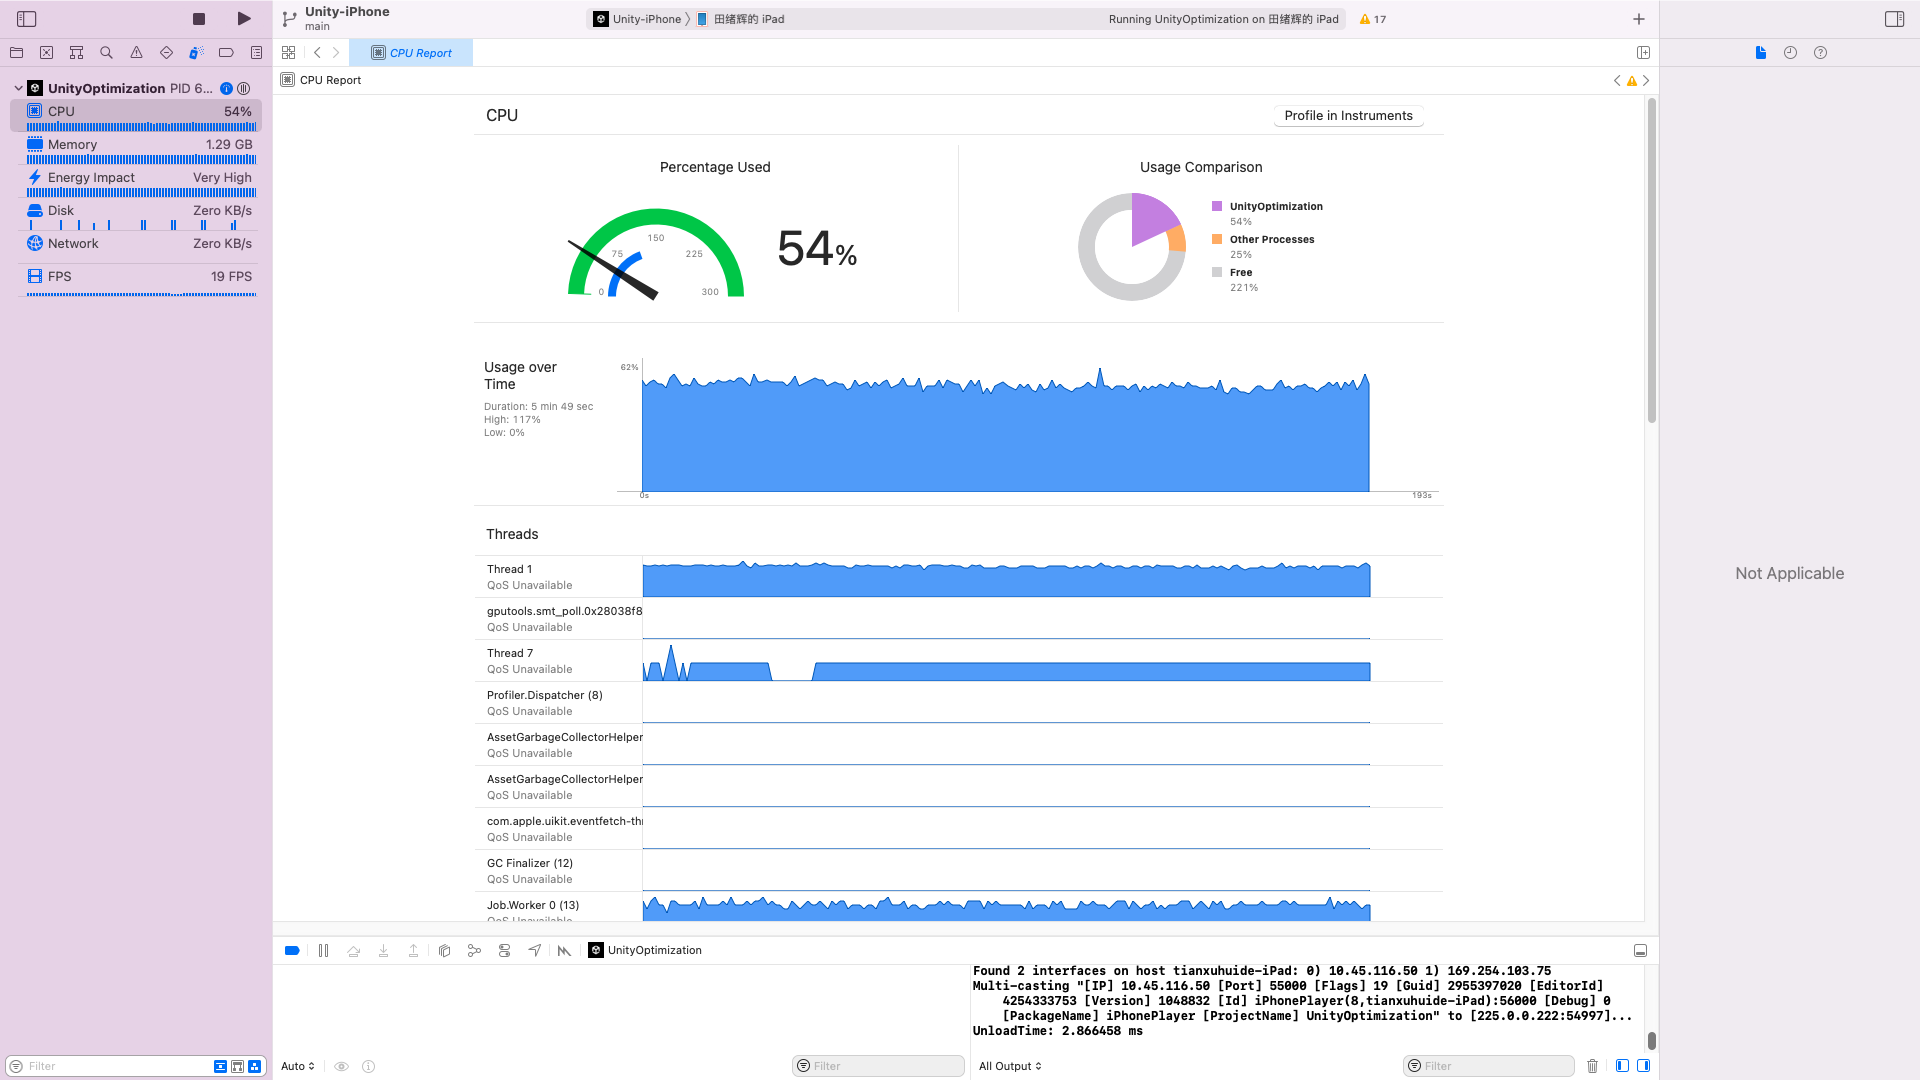 Unity-iPhone
main
Unity-iPhone
田绪辉的 iPad
Running UnityOptimization on 田绪辉的 iPad
17
CPU Report
CPU Report
UnityOptimization PID 6...
CPU 54%
Memory 1.29 GB
Energy Impact Very High
Disk Zero KB/s
Network Zero KB/s
FPS 19 FPS
CPU
Profile in Instruments
Percentage Used
0
75
150
225
300
54%
Usage Comparison
UnityOptimization
54%
Other Processes
25%
Free
221%
Usage over
Time
Duration: 5 min 49 sec
High: 117%
Low: 0%
62%
0s
193s
Threads
Thread 1
QoS Unavailable
gputools.smt_poll.0x28038f8
QoS Unavailable
Thread 7
QoS Unavailable
Profiler.Dispatcher (8)
QoS Unavailable
AssetGarbageCollectorHelper
QoS Unavailable
AssetGarbageCollectorHelper
QoS Unavailable
com.apple.uikit.eventfetch-th
QoS Unavailable
GC Finalizer (12)
QoS Unavailable
Job.Worker 0 (13)
QoS Unavailable
Not Applicable
UnityOptimization
Found 2 interfaces on host tianxuhuide-iPad: 0) 10.45.116.50 1) 169.254.103.75
Multi-casting "[IP] 10.45.116.50 [Port] 55000 [Flags] 19 [Guid] 2955397020 [EditorId]
4254333753 [Version] 1048832 [Id] iPhonePlayer(8,tianxuhuide-iPad):56000 [Debug] 0
[PackageName] iPhonePlayer [ProjectName] UnityOptimization" to [225.0.0.222:54997]...
UnloadTime: 2.866458 ms
Filter
Auto
Filter
All Output
Filter